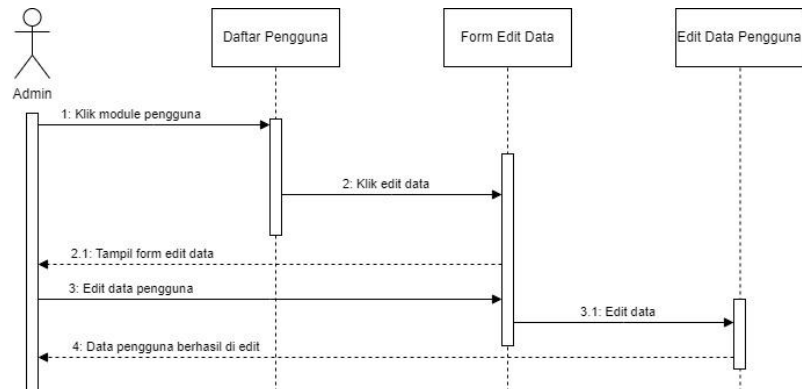 Daftar Pengguna
Form Edit Data
Edit Data Pengguna
Admin
1: Klik module pengguna
2: Klik edit data
2.1: Tampil form edit data
3: Edit data pengguna
3.1: Edit data
4: Data pengguna berhasil di edit